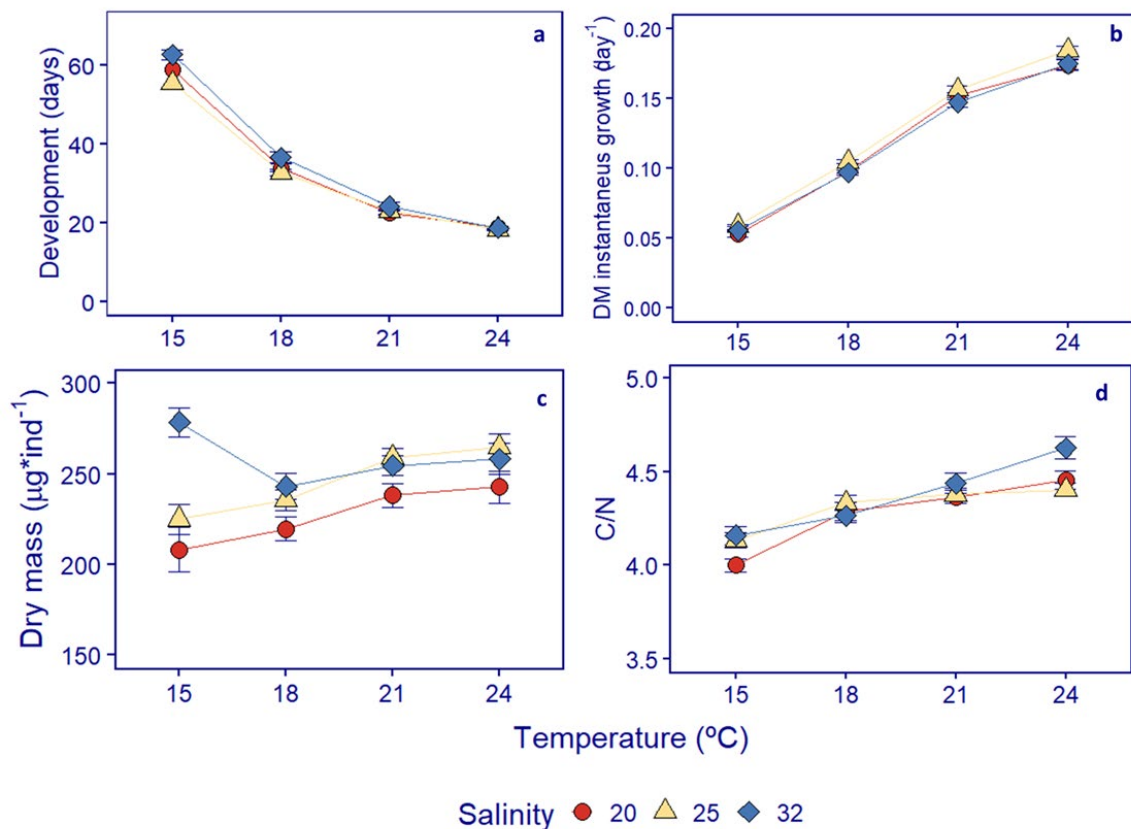 a
Development (days)
60
40
20
0
15 18 21 24
b
DM instantaneus growth (day-1)
0.20
0.15
0.10
0.05
0.00
15 18 21 24
c
Dry mass (μg*ind-1)
300
250
200
150
15 18 21 24
d
C/N
5.0
4.5
4.0
3.5
15 18 21 24
Temperature (ºC)
Salinity 20 25 32